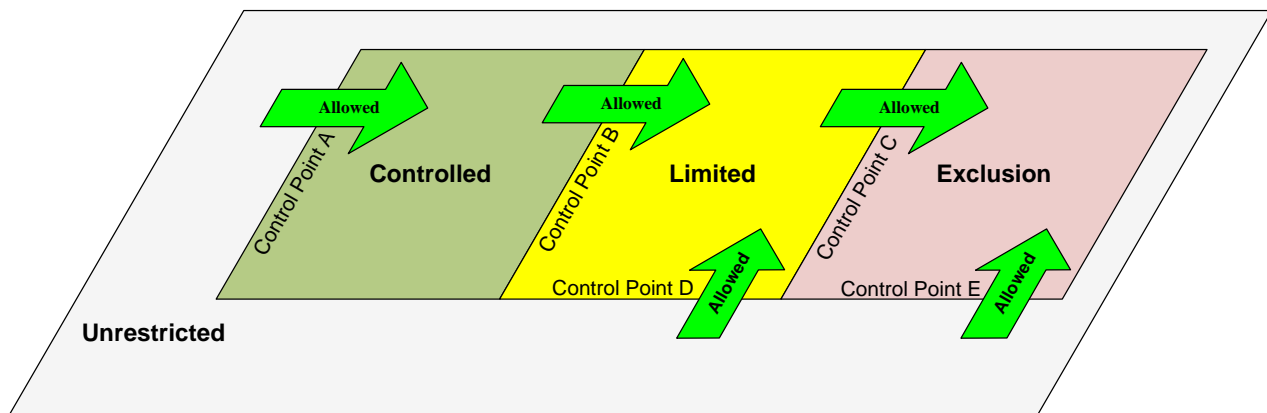 Allowed
Allowed
Allowed
Control Point A
Control Point B
Control Point C
Controlled
Limited
Exclusion
Allowed
Allowed
Control Point D
Control Point E
Unrestricted